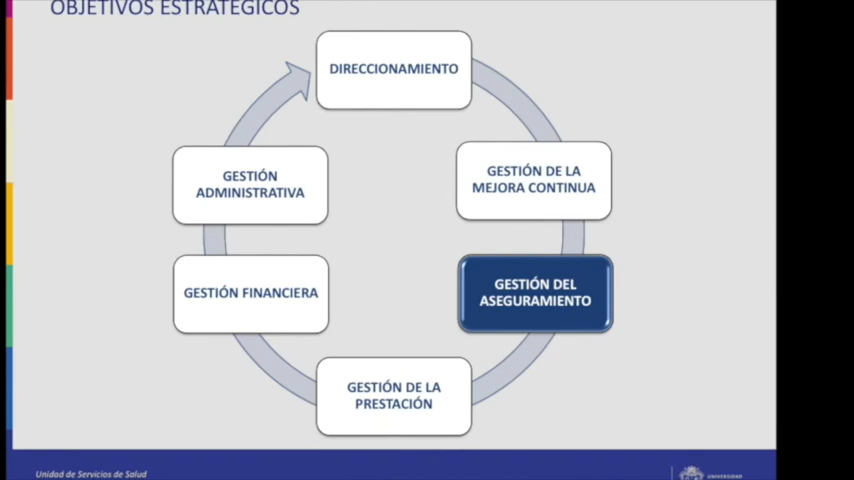 OBJETIVOS ESTRATÉGICOS
DIRECCIONAMIENTO
GESTIÓN
ADMINISTRATIVA
GESTIÓN DE LA
MEJORA CONTINUA
GESTIÓN FINANCIERA
GESTIÓN DEL
ASEGURAMIENTO
GESTIÓN DE LA
PRESTACIÓN
Unidad de Servicios de Salud
UNIVERSIDAD